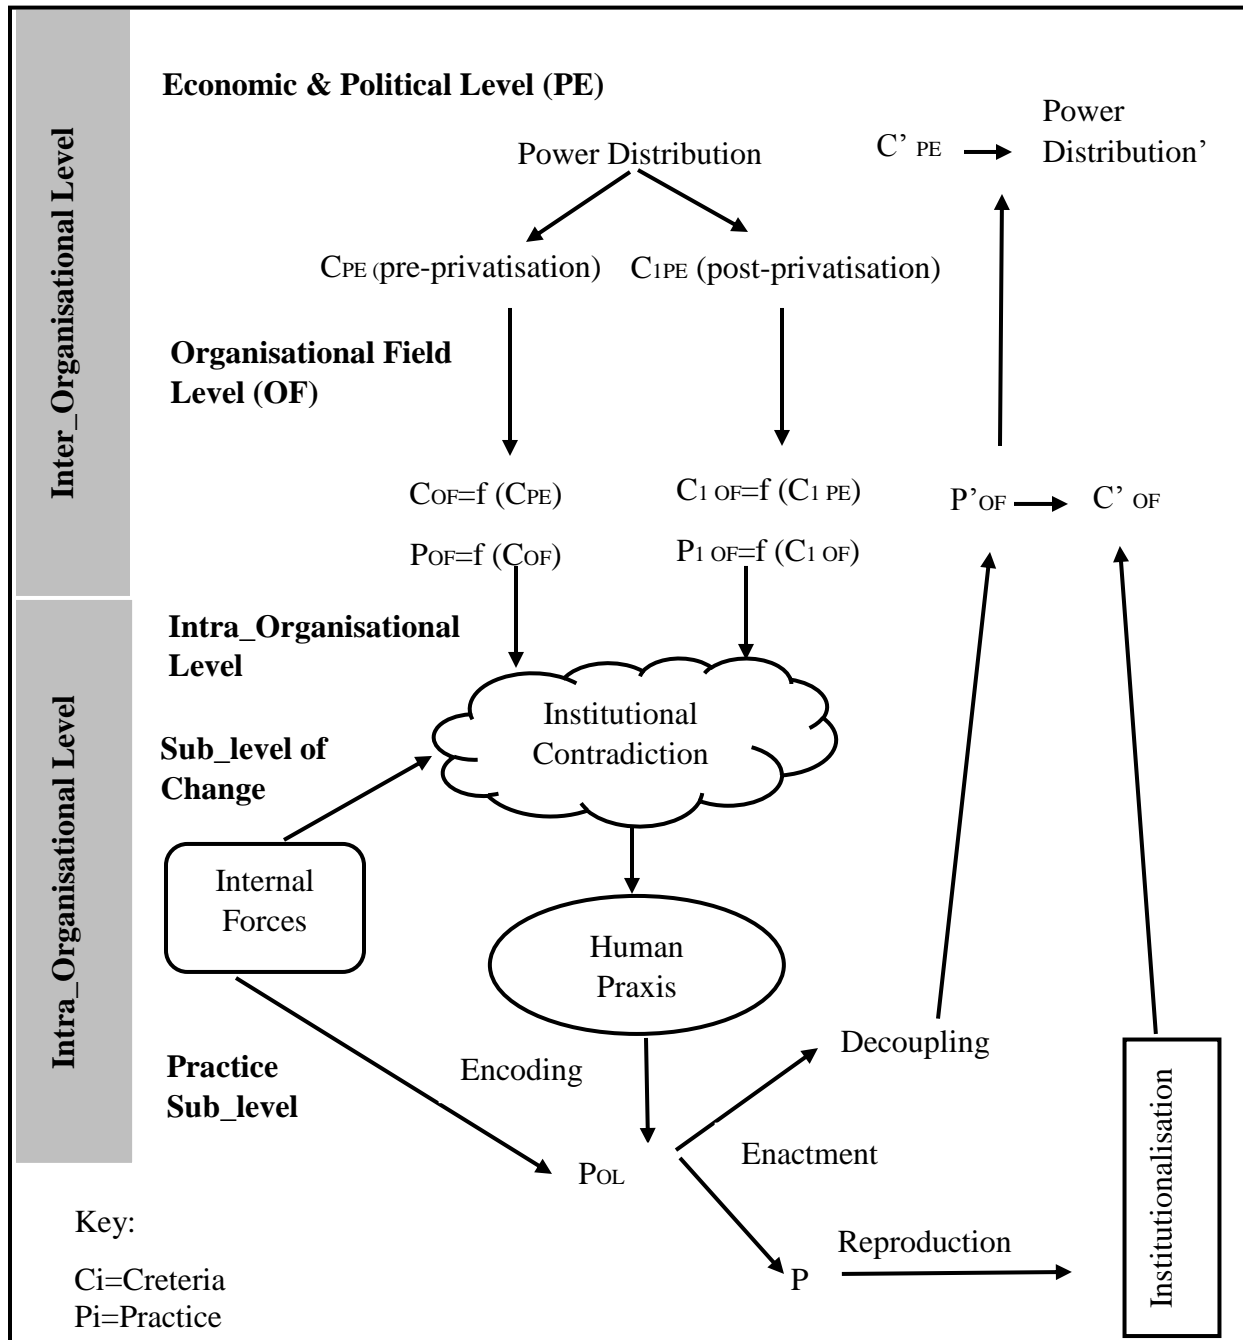 Inter_Organisational Level
Economic & Political Level (PE)
Power Distribution
C’ PE
Power
Distribution’
CPE (pre-privatisation)
C1PE (post-privatisation)
Organisational Field
Level (OF)
COF=f (CPE)
C1 OF=f (C1 PE)
P’OF
C’ OF
POF=f (COF)
P1 OF=f (C1 OF)
Intra_Organisational Level
Intra_Organisational
Level
Institutional
Contradiction
Sub_level of
Change
Internal
Forces
Human
Praxis
Practice
Sub_level
Encoding
Decoupling
POL
Enactment
Institutionalisation
Reproduction
P
Key:
Ci=Creteria
Pi=Practice